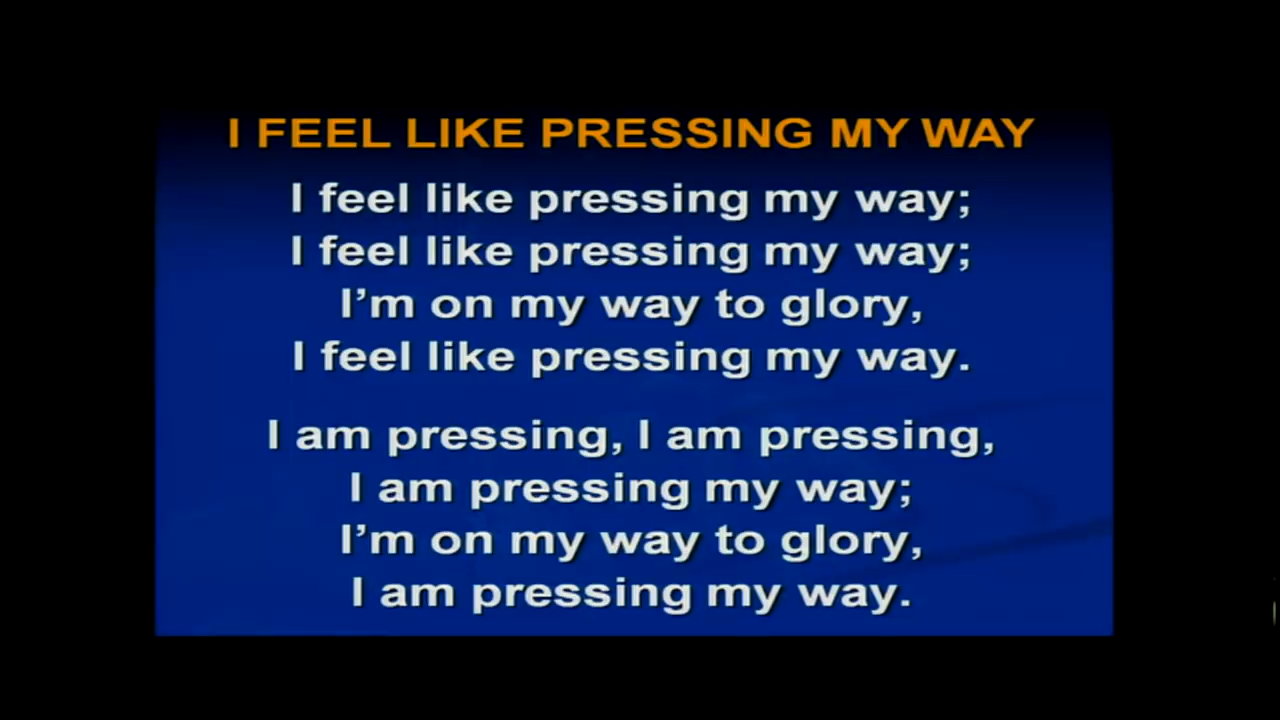 I FEEL LIKE PRESSING MY WAY
I feel like pressing my way;
I feel like pressing my way;
I’m on my way to glory,
I feel like pressing my way.
I am pressing, I am pressing,
I am pressing my way;
I’m on my way to glory,
I am pressing my way.